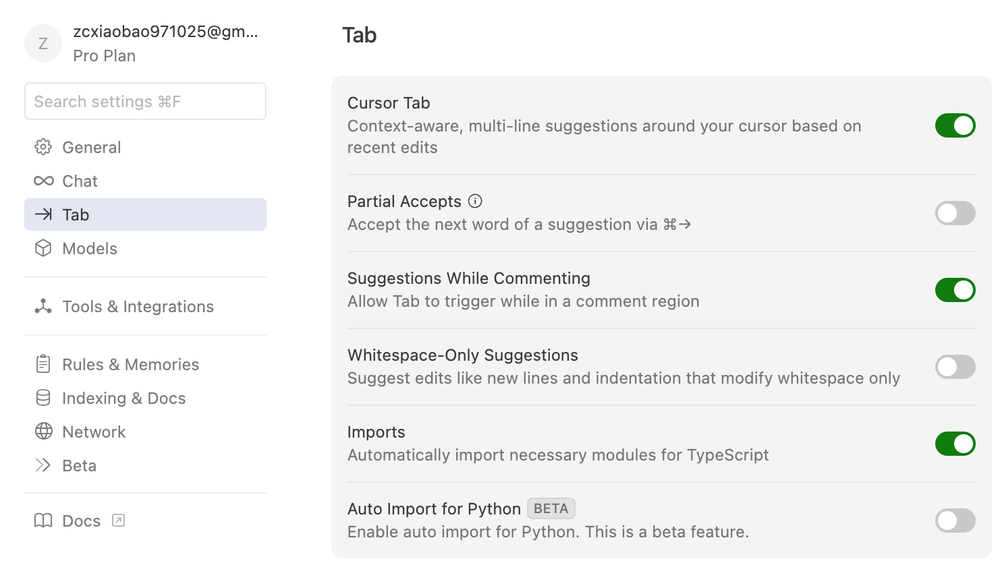 Z
zcxiaobao971025@gm...
Pro Plan
Search settings ⌘F
General
Chat
Tab
Models
Tools & Integrations
Rules & Memories
Indexing & Docs
Network
Beta
Docs
Tab
Cursor Tab
Context-aware, multi-line suggestions around your cursor based on
recent edits
Partial Accepts
Accept the next word of a suggestion via ⌘→
Suggestions While Commenting
Allow Tab to trigger while in a comment region
Whitespace-Only Suggestions
Suggest edits like new lines and indentation that modify whitespace only
Imports
Automatically import necessary modules for TypeScript
Auto Import for Python BETA
Enable auto import for Python. This is a beta feature.